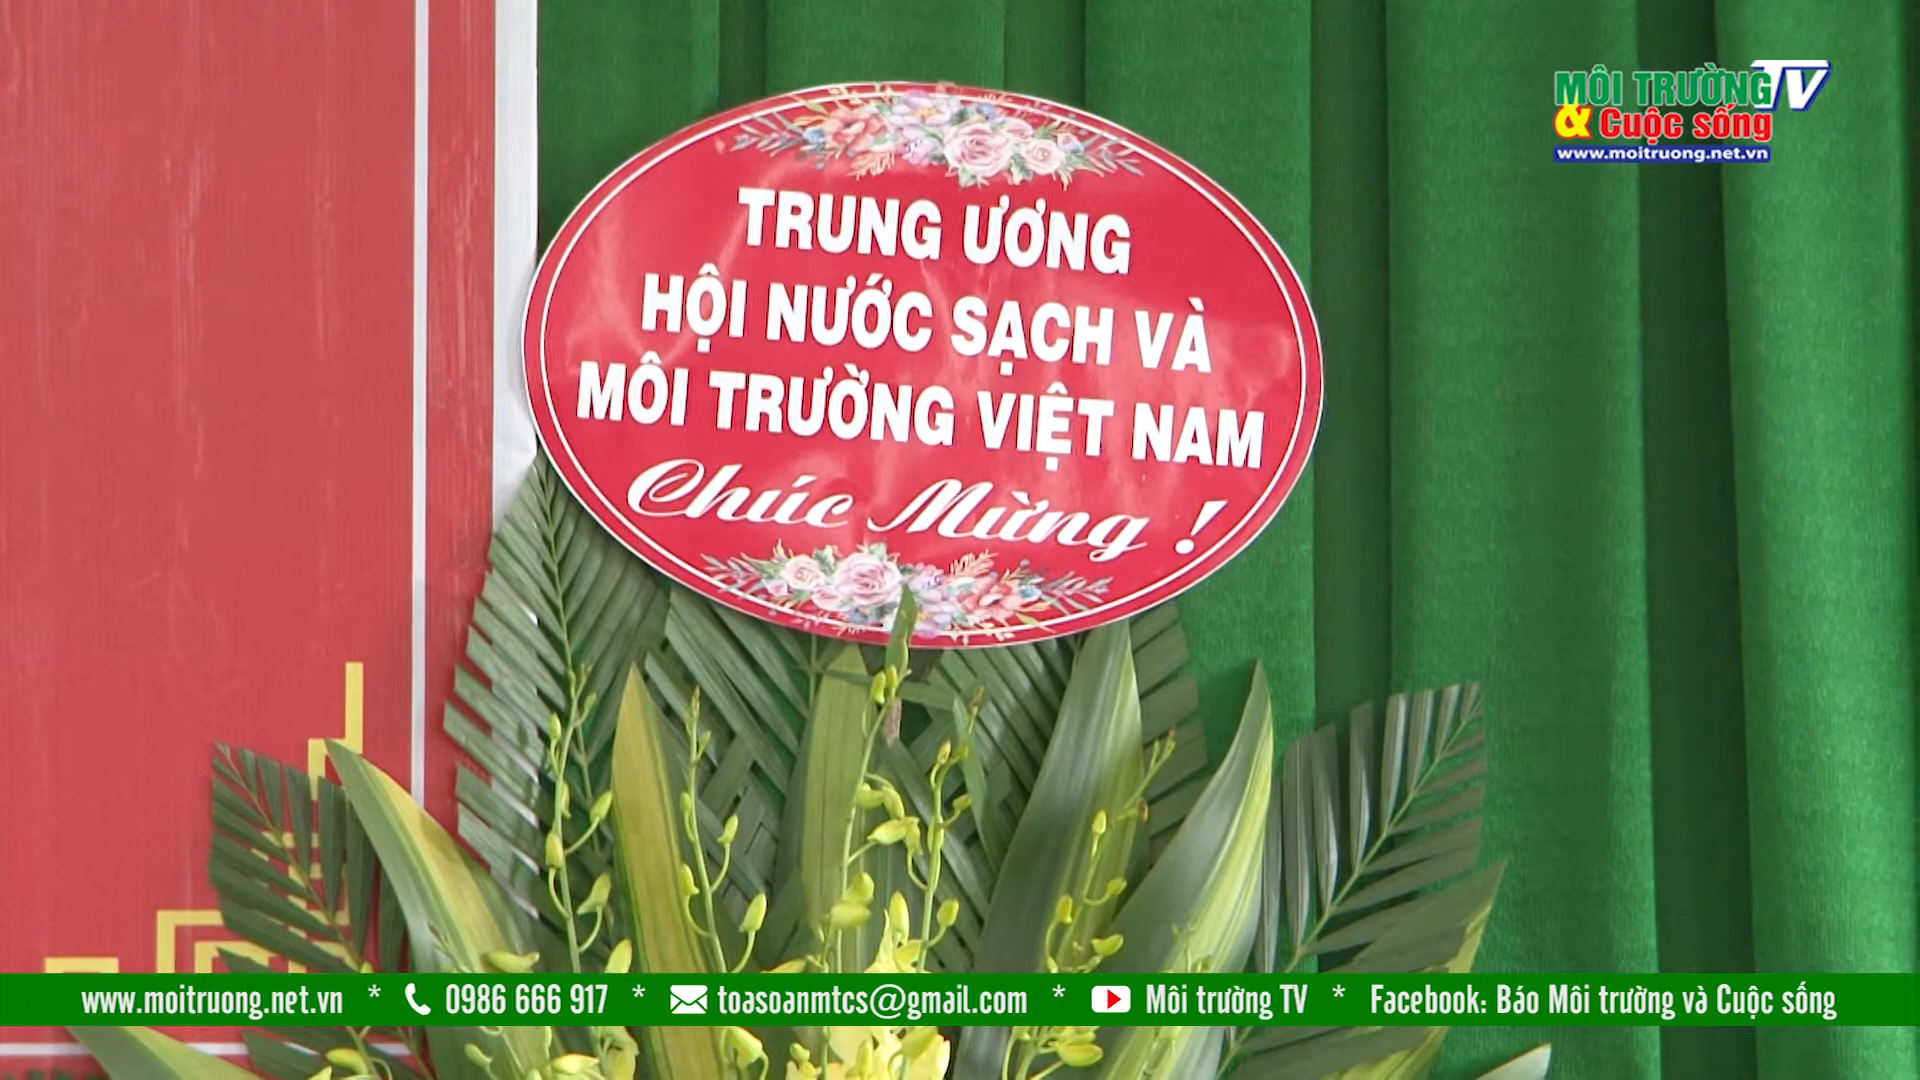 MÔI TRƯỜNG TV
& Cuộc sống
www.moitruong.net.vn
TRUNG ƯƠNG
HỘI NƯỚC SẠCH VÀ
MÔI TRƯỜNG VIỆT NAM
Chúc Mừng !
www.moitruong.net.vn * 0986 666 917 * toasoanmtcs@gmail.com * Môi trường TV * Facebook: Báo Môi trường và Cuộc sống